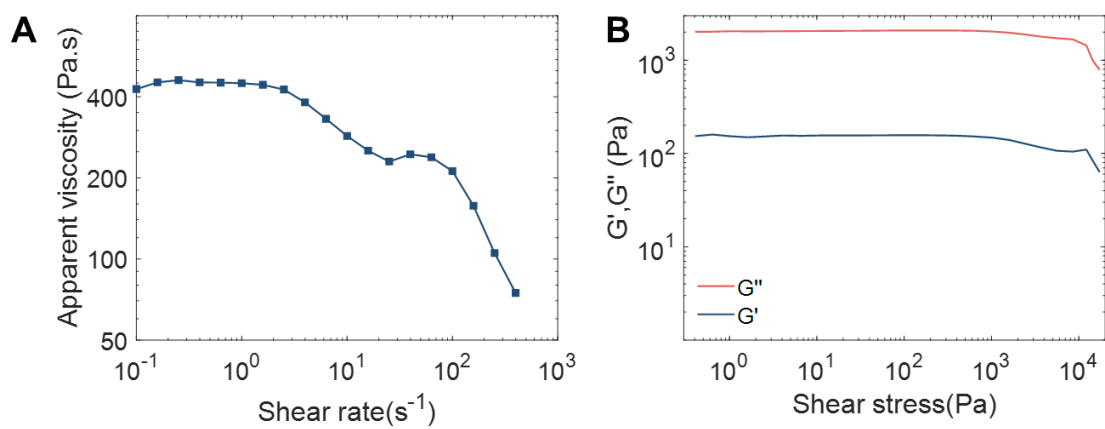 A
Apparent viscosity (Pa.s)
400
200
100
50
10^-1
10^0
10^1
10^2
10^3
Shear rate(s^-1)
B
G',G'' (Pa)
10^3
10^2
10^1
G''
G'
10^0
10^1
10^2
10^3
10^4
Shear stress(Pa)